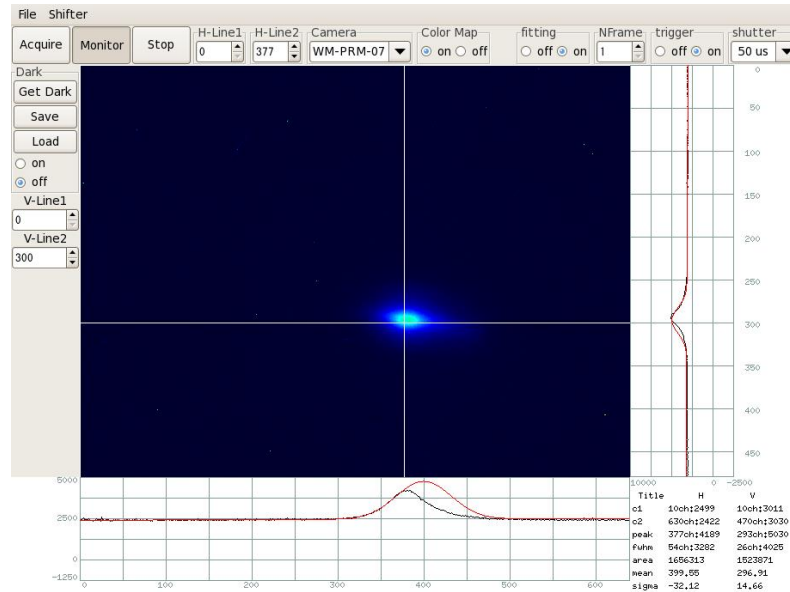 File Shifter
Acquire Monitor Stop H-Line1 H-Line2 Camera Color Map fitting NFrame trigger shutter
0 377 WM-PRM-07 on off off on 1 off on 50 us
Dark
Get Dark
Save
Load
on
off
V-Line1
0
V-Line2
300
0
50
100
150
200
250
300
350
400
450
5000
2500
0
-1250
0 100 200 300 400 500 600
10000 0 -2500
Title H V
c1 10ch:2499 10ch:3011
c2 630ch:2422 470ch:3030
peak 377ch:4189 293ch:5030
fwhm 54ch:3282 26ch:4025
area 1656313 1523871
mean 399.55 296.91
sigma -32.12 14.66